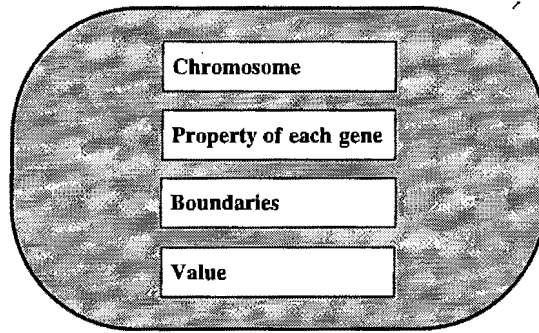 Chromosome
Property of each gene
Boundaries
Value